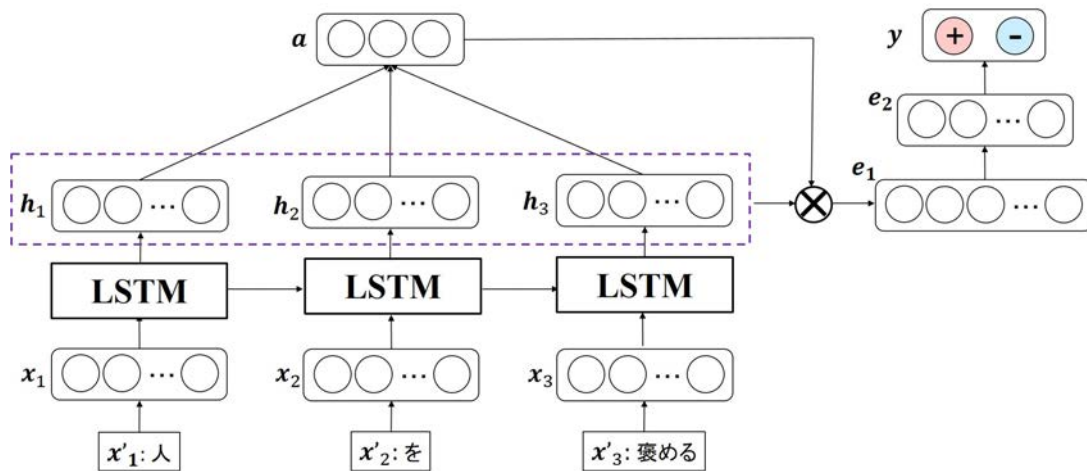 a
y
+ -
e₂
e₁
h₁
h₂
h₃
LSTM
LSTM
LSTM
x₁
x₂
x₃
x'₁: 人
x'₂: を
x'₃: 褒める